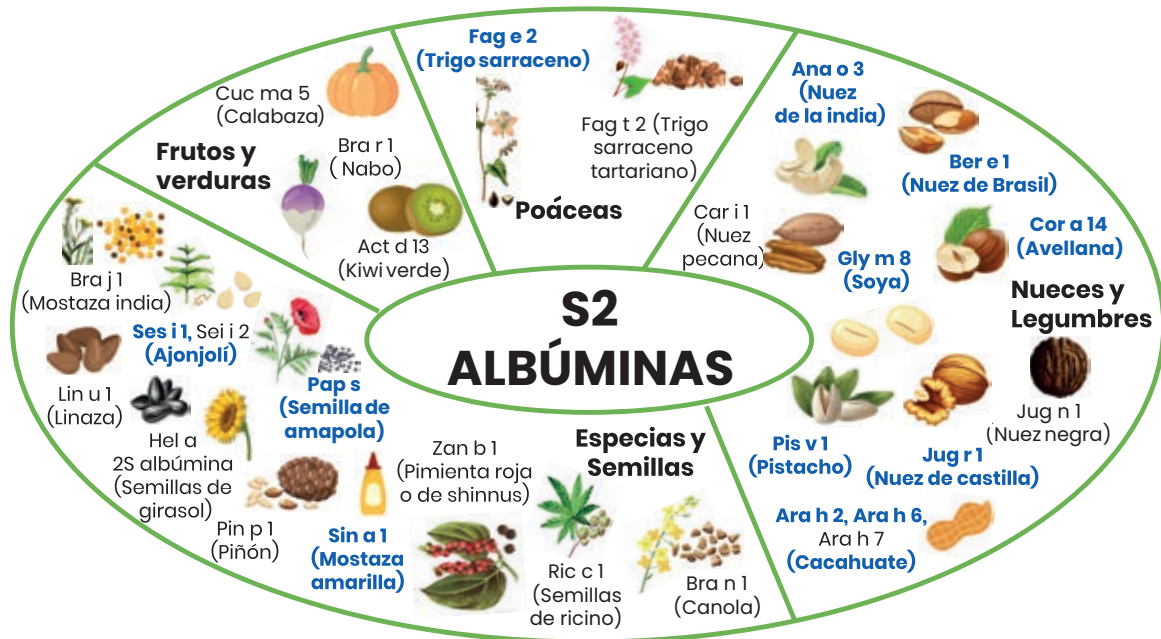 S2
ALBÚMINAS
Frutos y
verduras
Cuc ma 5
(Calabaza)
Bra r 1
(Nabo)
Act d 13
(Kiwi verde)
Poáceas
Fag e 2
(Trigo sarraceno)
Fag t 2 (Trigo
sarraceno
tartariano)
Nueces y
Legumbres
Ana o 3
(Nuez
de la india)
Ber e 1
(Nuez de Brasil)
Car i 1
(Nuez
pecana)
Gly m 8
(Soya)
Cor a 14
(Avellana)
Jug n 1
(Nuez negra)
Pis v 1
(Pistacho)
Jug r 1
(Nuez de castilla)
Ara h 2, Ara h 6,
Ara h 7
(Cacahuate)
Especias y
Semillas
Bra j 1
(Mostaza india)
Ses i 1, Sei i 2
(Ajonjolí)
Lin u 1
(Linaza)
Pap s
(Semilla de
amapola)
Hel a
2S albúmina
(Semillas de
girasol)
Pin p 1
(Piñón)
Sin a 1
(Mostaza
amarilla)
Zan b 1
(Pimienta roja
o de shinnus)
Ric c 1
(Semillas
de ricino)
Bra n 1
(Canola)